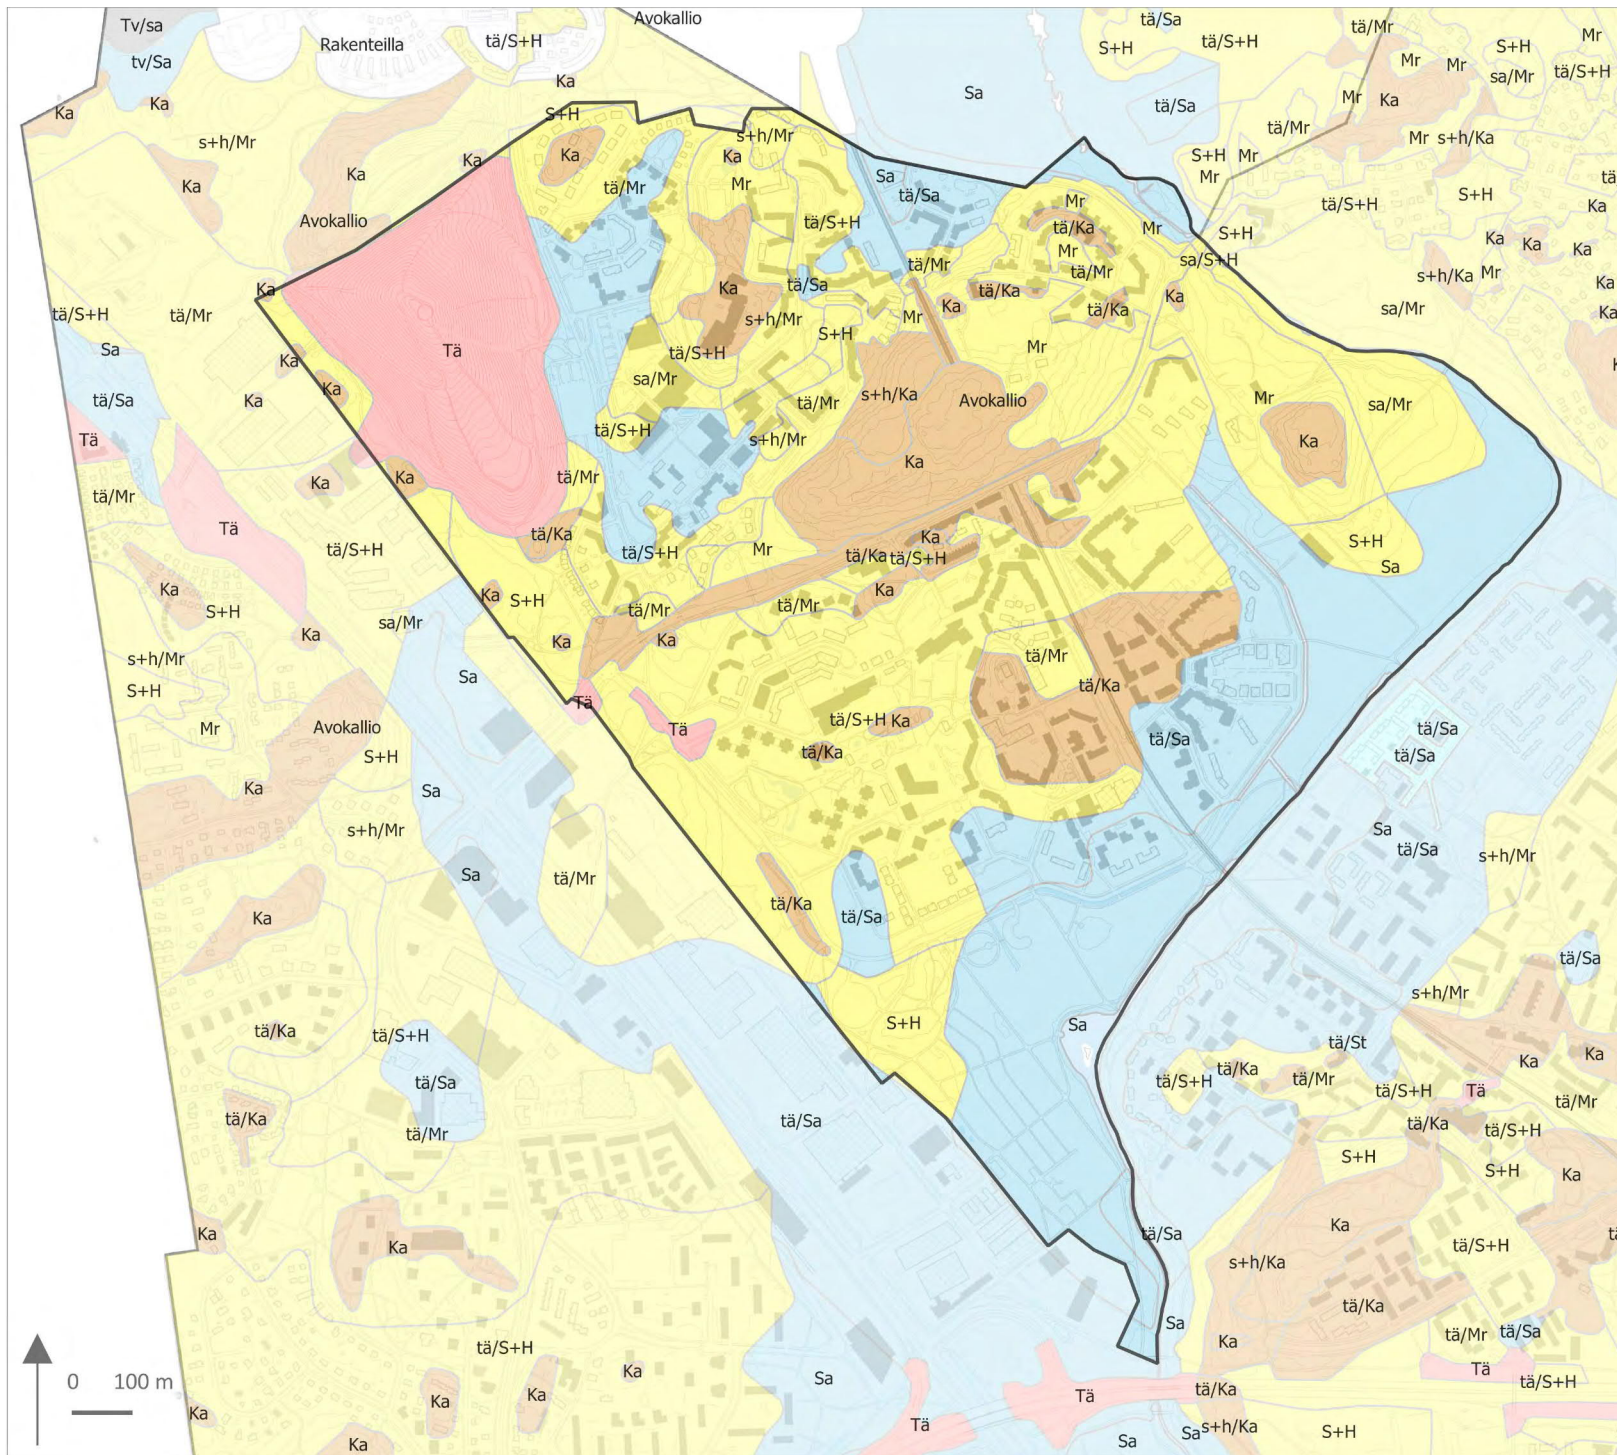 Tv/sa
Rakenteilla
tä/S+H
Avokallio
tä/Sa
S+H
tä/S+H
tä/Mr
Mr
S+H
Mr
tv/Sa
Ka
Mr
Mr
sa/Mr
tä/S+H
Ka
Ka
S+H
Sa
tä/Sa
Mr
Ka
s+h/Mr
s+h/Mr
tä/Mr
Mr
s+h/Ka
Ka
Ka
Ka
Ka
Ka
tä/Mr
Mr
Sa
tä/Sa
S+H
Mr
Mr
tä
S+H
Mr
tä/S+H
Ka
Avokallio
tä/S+H
tä/Ka
Mr
S+H
Ka
Ka
Ka
Mr
tä/Mr
tä/Mr
sa/S+H
s+h/Ka
Mr
Ka
Ka
Ka
tä/Sa
tä/Ka
Ka
Ka
tä/Ka
sa/Mr
Ka
tä/S+H
tä/Mr
s+h/Mr
Mr
S+H
Sa
Tä
tä/S+H
Mr
Ka
sa/Mr
Ka
s+h/Ka
Avokallio
Mr
sa/Mr
tä/Sa
Ka
tä/Mr
Tä
tä/S+H
s+h/Mr
Ka
Ka
Ka
Ka
tä/Mr
tä/Mr
Tä
tä/Ka
Ka
S+H
tä/S+H
tä/S+H
Mr
tä/Ka
tä/S+H
Sa
Ka
Ka
S+H
tä/Mr
tä/Mr
Ka
S+H
sa/Mr
Ka
Ka
Ka
s+h/Mr
tä/Mr
S+H
Sa
tä/Ka
Mr
Avokallio
Tä
Tä
tä/S+H
Ka
tä/Sa
tä/Sa
S+H
tä/Ka
tä/Sa
Ka
Sa
s+h/Mr
Sa
tä/Sa
s+h/Mr
Sa
tä/Mr
tä/Ka
tä/Sa
Ka
tä/Sa
s+h/Mr
tä/Ka
tä/S+H
S+H
Sa
tä/St
Ka
Ka
tä/Sa
tä/S+H
tä/Ka
tä/Mr
tä/S+H
Tä
tä/Mr
tä/Ka
tä/Mr
tä/Sa
tä/Ka
tä/S+H
S+H
S+H
Ka
Ka
Ka
tä/Sa
Ka
tä/S+H
s+h/Ka
tä/Ka
Sa
tä/Mr
tä/Sa
tä/S+H
Ka
Ka
Sa
Tä
tä/S+H
0 100 m
Ka
Ka
tä/Ka
Tä
Ka
Tä
s+h/Ka
Sa
S+H
Ka
Sa